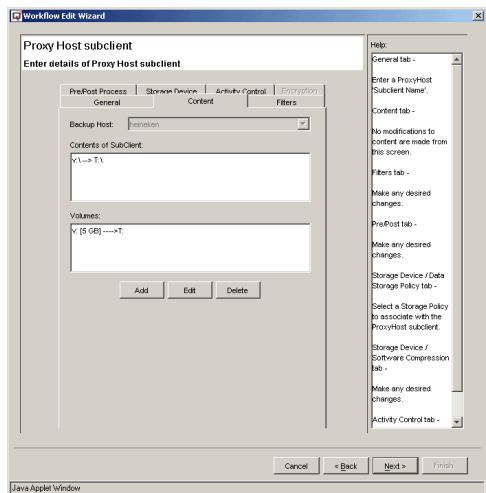 Workflow Edit Wizard
Proxy Host subclient
Enter details of Proxy Host subclient
Pre/Post Process
Storage Device
Activity Control
Encryption
General
Content
Filters
Backup Host:
heineken
Contents of SubClient:
v:\--> T:\
Volumes:
v: [5 GB] ---->T:
Add
Edit
Delete
Help:
General tab -
Enter a ProxyHost
'Subclient Name'.
Content tab -
No modifications to
content are made from
this screen.
Filters tab -
Make any desired
changes.
Pre/Post tab -
Make any desired
changes.
Storage Device / Data
Storage Policy tab -
Select a Storage Policy
to associate with the
ProxyHost subclient.
Storage Device /
Software Compression
tab -
Make any desired
changes.
Activity Control tab -
Cancel
< Back
Next >
Finish
Java Applet Window